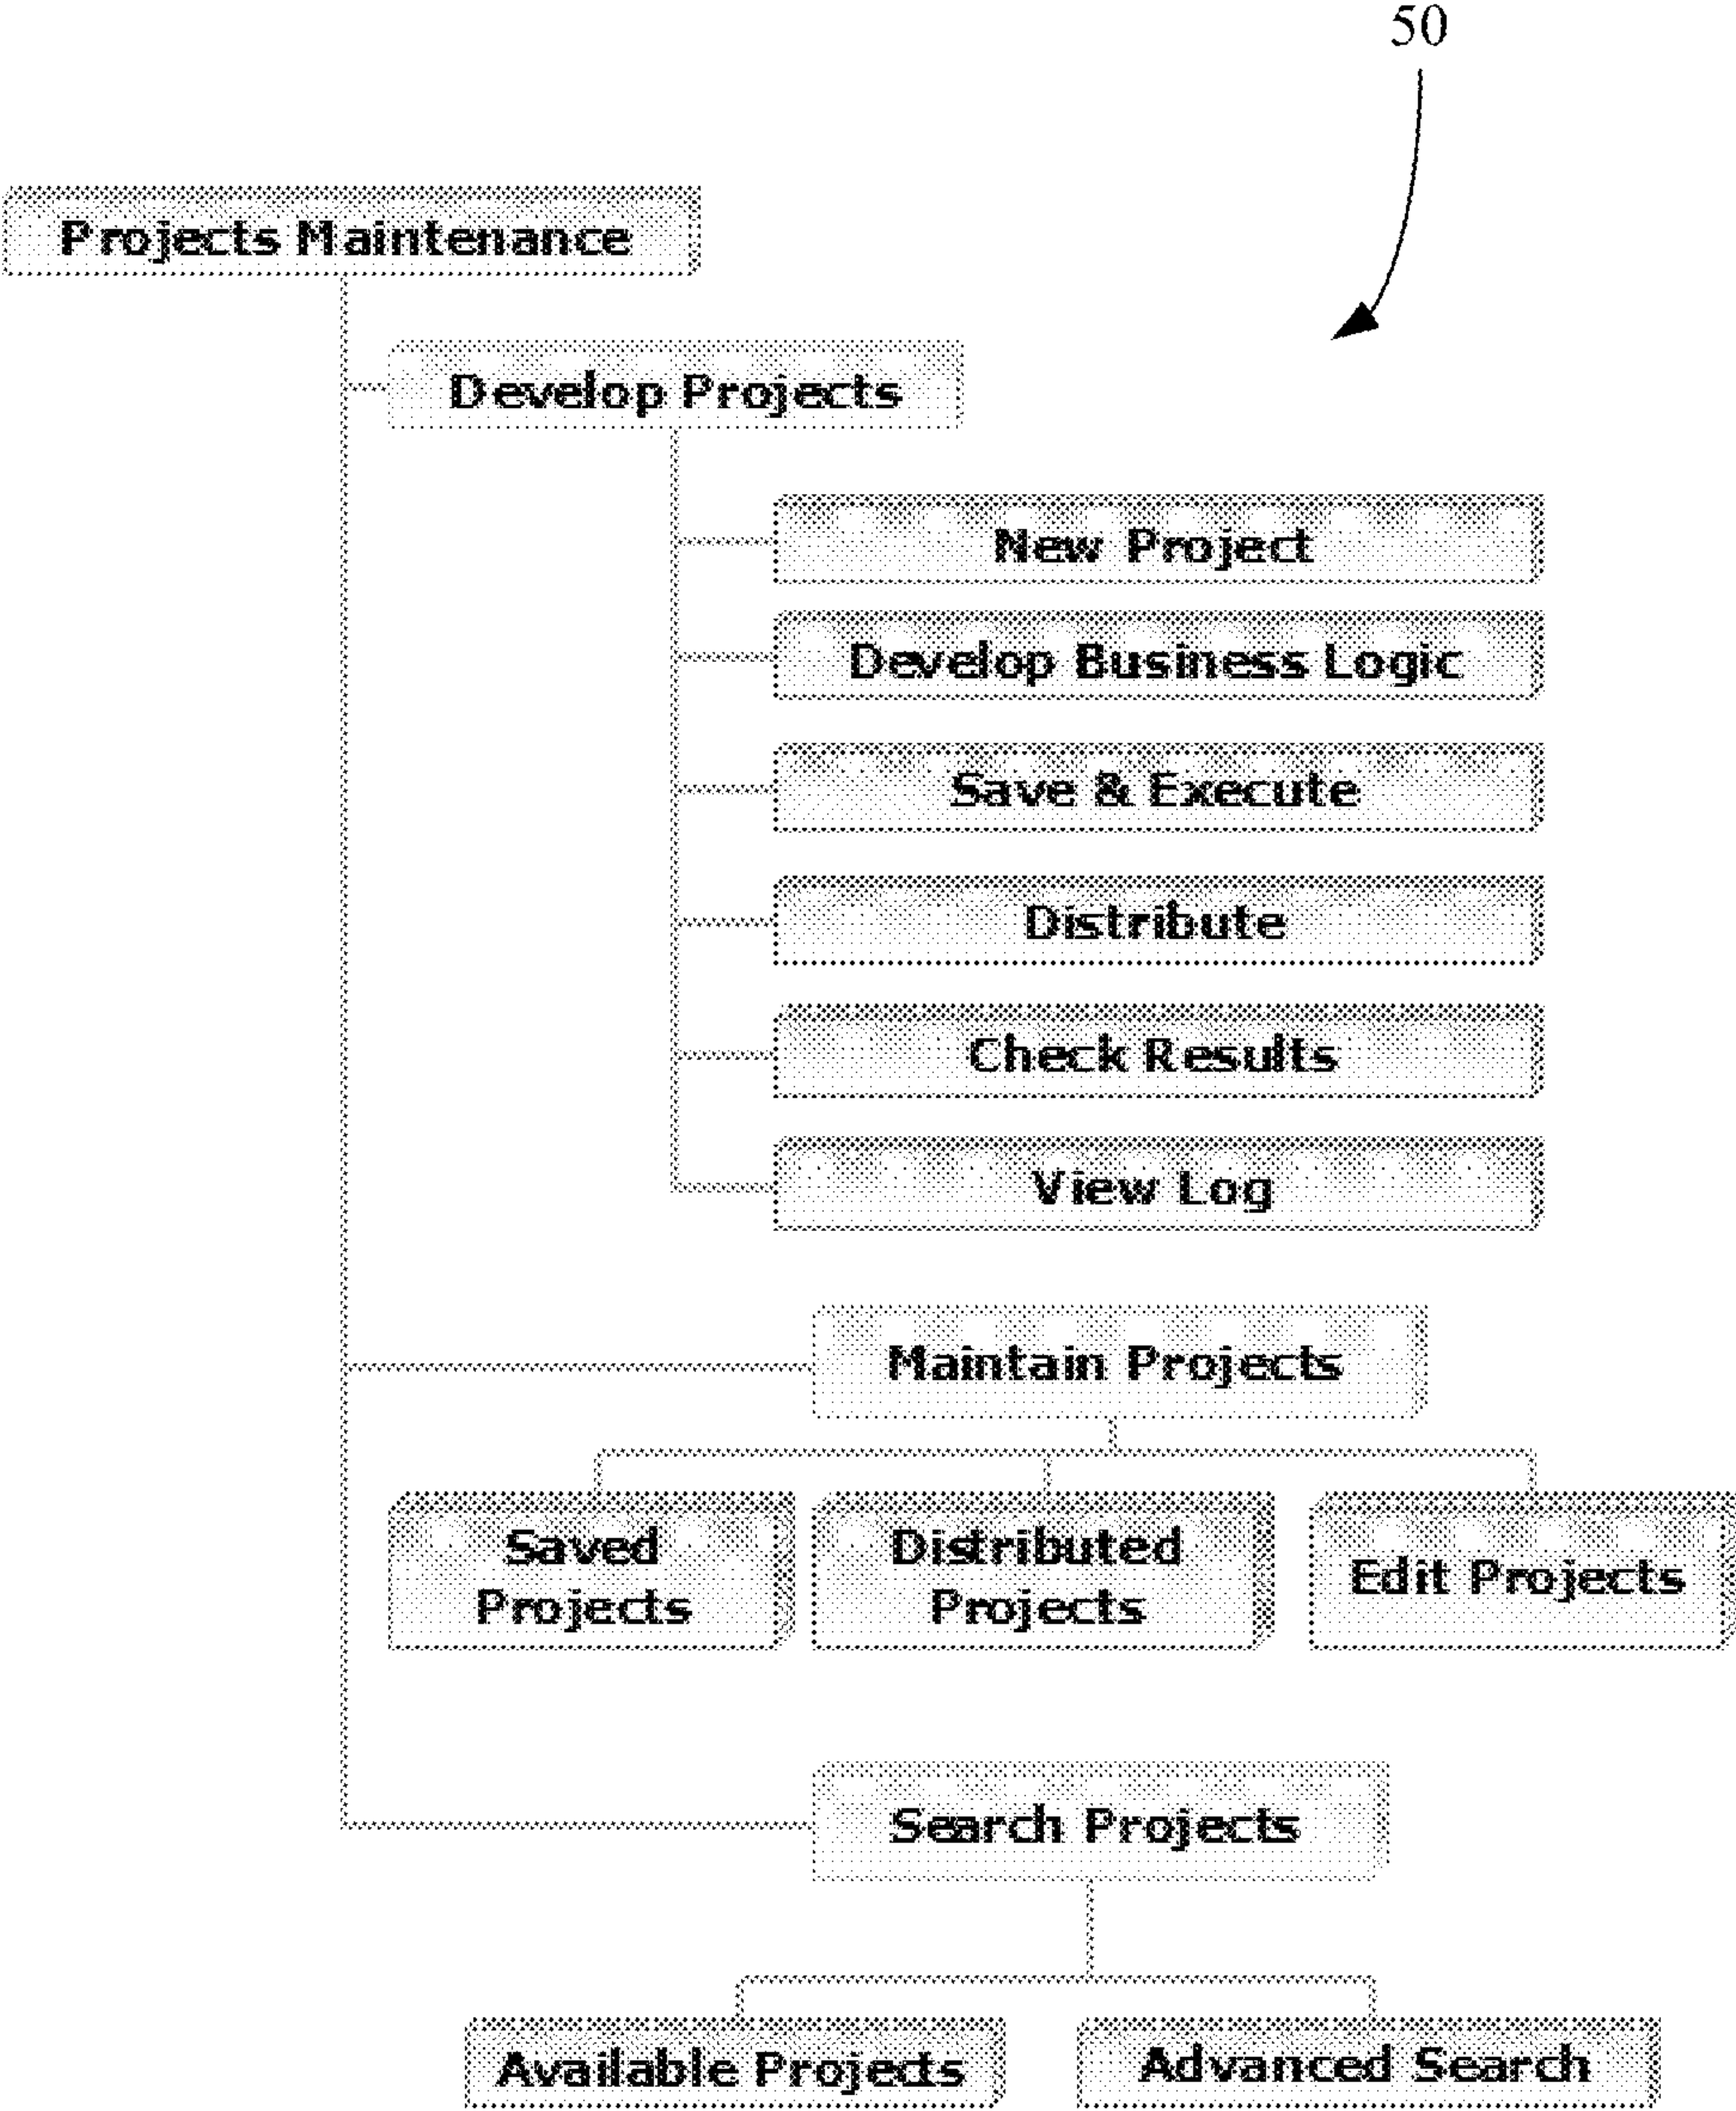 50
Projects Maintenance
Develop Projects
New Project
Develop Business Logic
Save & Execute
Distribute
Check Results
View Log
Maintain Projects
Saved
Projects
Distributed
Projects
Edit Projects
Search Projects
Available Projects
Advanced Search